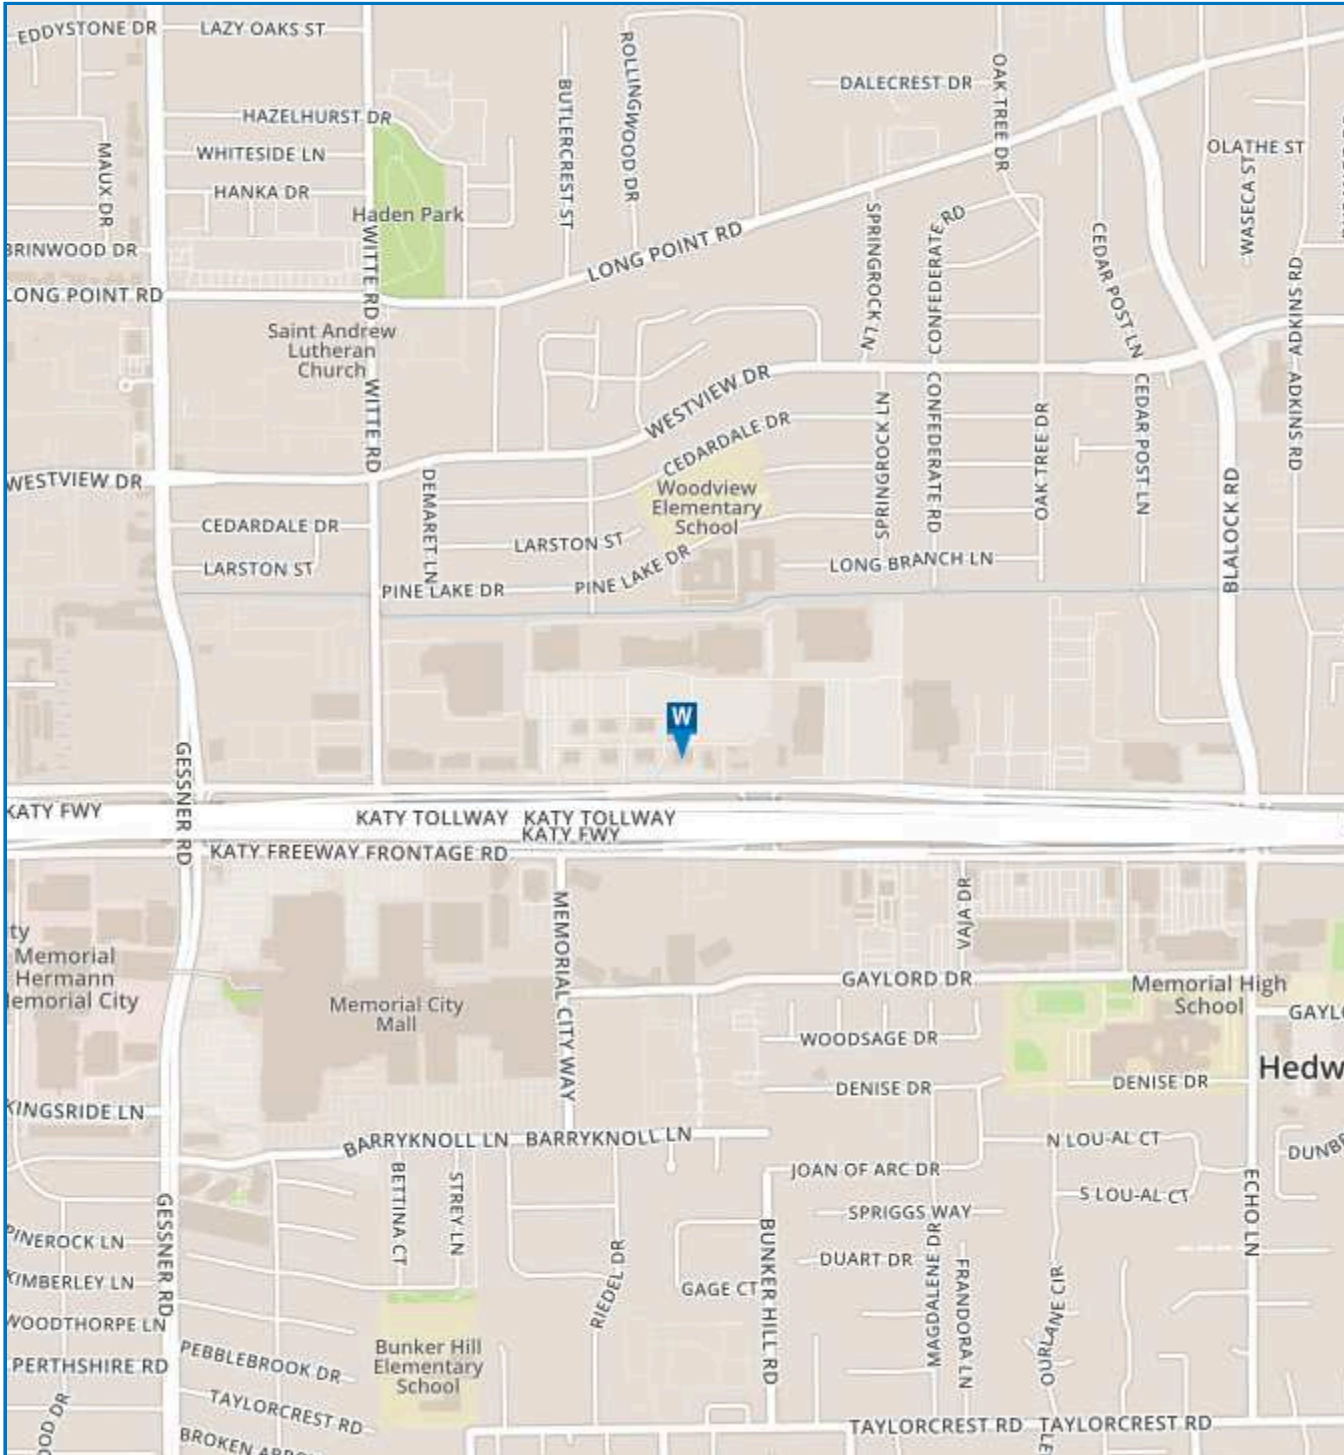 EDDYSTONE DR
LAZY OAKS ST
ROLLINGWOOD DR
OAK TREE DR
BUTLERCREST ST
DALECREST DR
HAZELHURST DR
MAUX DR
WHITESIDE LN
OLATHE ST
WASECA ST
HANKA DR
Haden Park
SPRINGROCK LN
CONFEDERATE RD
CEDAR POST LN
BRINWOOD DR
WITTE RD
LONG POINT RD
ADKINS RD
LONG POINT RD
Saint Andrew
Lutheran
Church
WITTE RD
WESTVIEW DR
CONFEDERATE RD
CEDAR POST LN
ADKINS RD
SPRINGROCK LN
OAK TREE DR
CEDARDALE DR
WESTVIEW DR
DEMARET LN
Woodview
Elementary
School
BLALOCK RD
CEDARDALE DR
LARSTON ST
LARSTON ST
PINE LAKE DR
LONG BRANCH LN
PINE LAKE DR
W
GESSNER RD
KATY FWY
KATY TOLLWAY
KATY TOLLWAY
KATY FWY
KATY FREEWAY FRONTAGE RD
MEMORIAL CITY WAY
VAJA DR
ty
Memorial
Hermann
Memorial City
Memorial City
Mall
GAYLORD DR
Memorial High
School
GAYL
WOODSAGE DR
Hedw
DENISE DR
DENISE DR
KINGSRIDE LN
BARRYKNOLL LN
BARRYKNOLL LN
N LOU-AL CT
DUNB
JOAN OF ARC DR
BETTINA CT
STREY LN
ECHO LN
S LOU-AL CT
GESSNER RD
SPRIGGS WAY
PINEROCK LN
BUNKER HILL RD
MAGDALENE DR
RIEDEL DR
DUART DR
FRANDORA LN
OURLANE CIR
KIMBERLEY LN
GAGE CT
WOODTHORPE LN
PERTHSHIRE RD
PEBBLEBROOK DR
Bunker Hill
Elementary
School
OOD DR
TAYLORCREST RD
TAYLORCREST RD
TAYLORCREST RD
BROKEN ARRO